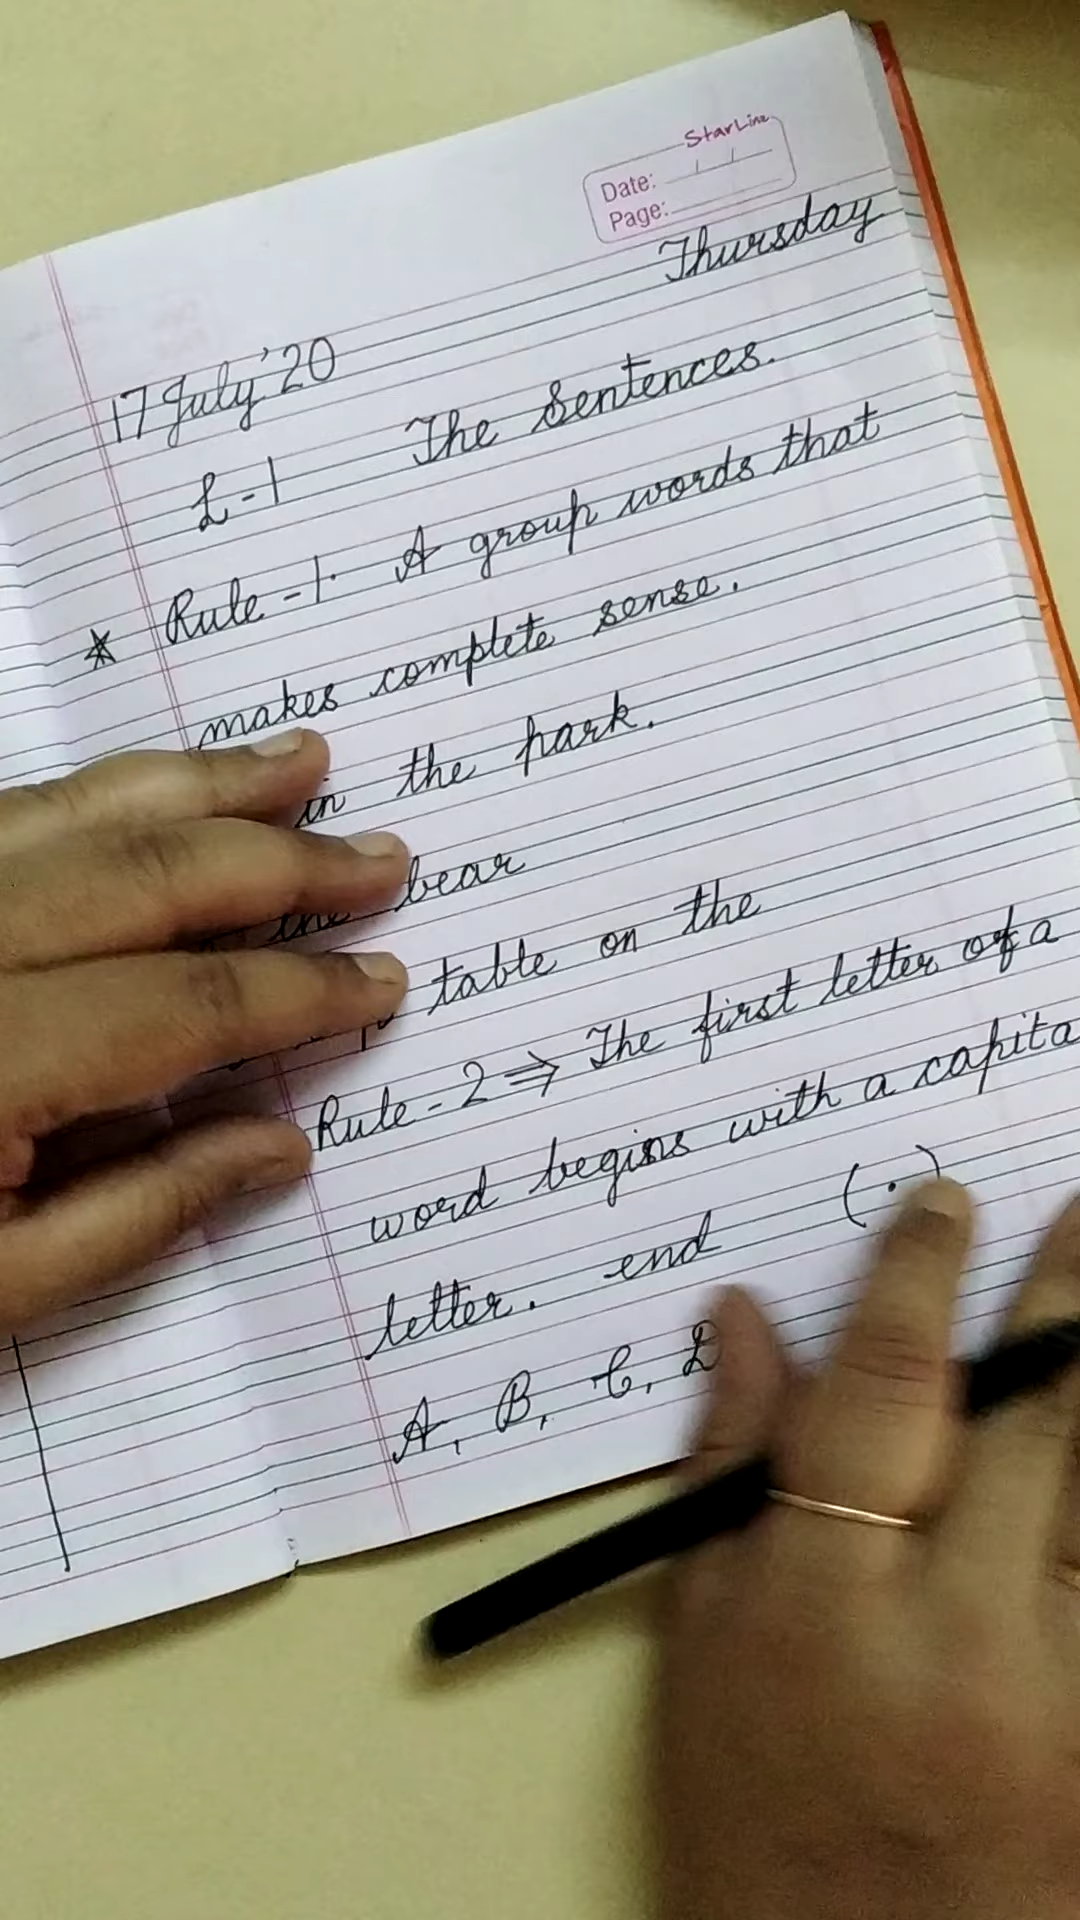 StarLine
Date: / /
Page:
Thursday
17 July '20
L-1 The Sentences.
* Rule-1. A group words that
makes complete sense.
in the park.
the bear
table on the
Rule-2 ⇒ The first letter of a
word begins with a capita
letter. end (.)
A, B, C, D